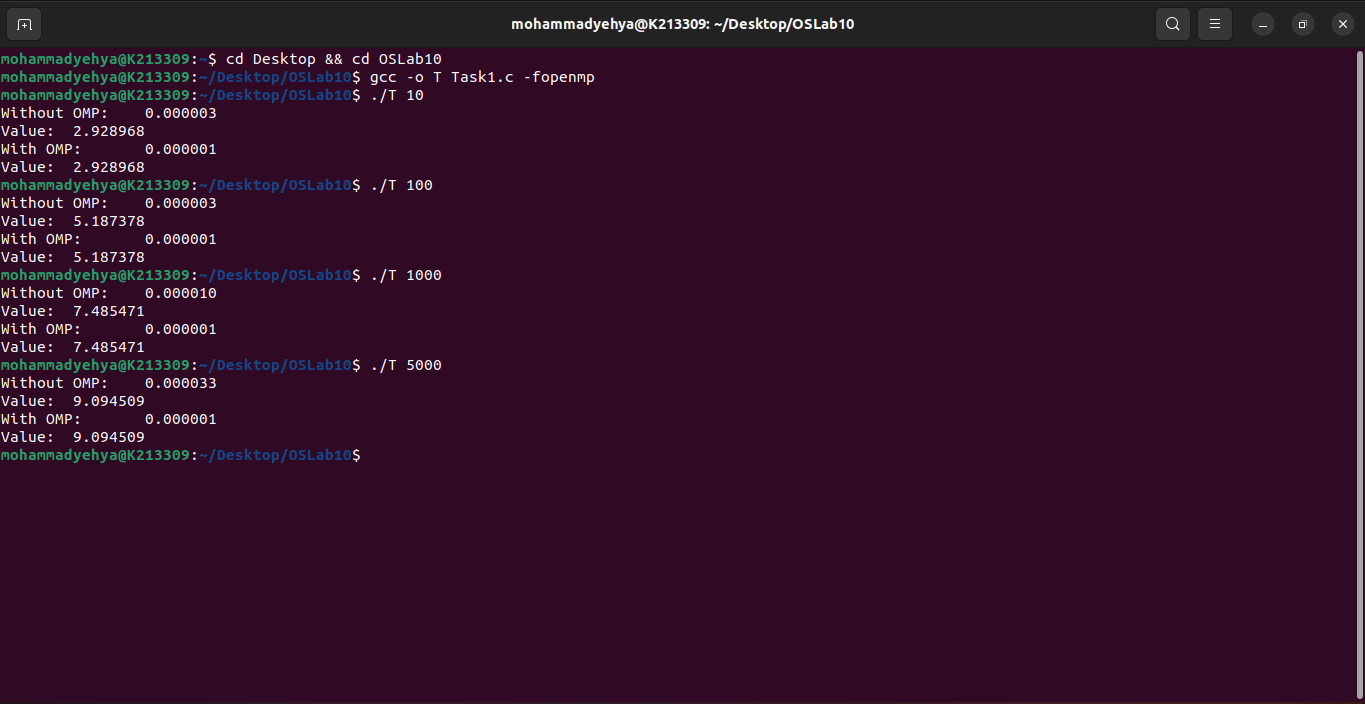 mohammadyehya@K213309: ~/Desktop/OSLab10
mohammadyehya@K213309:~$ cd Desktop && cd OSLab10
mohammadyehya@K213309:~/Desktop/OSLab10$ gcc -o T Task1.c -fopenmp
mohammadyehya@K213309:~/Desktop/OSLab10$ ./T 10
Without OMP:    0.000003
Value:  2.928968
With OMP:       0.000001
Value:  2.928968
mohammadyehya@K213309:~/Desktop/OSLab10$ ./T 100
Without OMP:    0.000003
Value:  5.187378
With OMP:       0.000001
Value:  5.187378
mohammadyehya@K213309:~/Desktop/OSLab10$ ./T 1000
Without OMP:    0.000010
Value:  7.485471
With OMP:       0.000001
Value:  7.485471
mohammadyehya@K213309:~/Desktop/OSLab10$ ./T 5000
Without OMP:    0.000033
Value:  9.094509
With OMP:       0.000001
Value:  9.094509
mohammadyehya@K213309:~/Desktop/OSLab10$